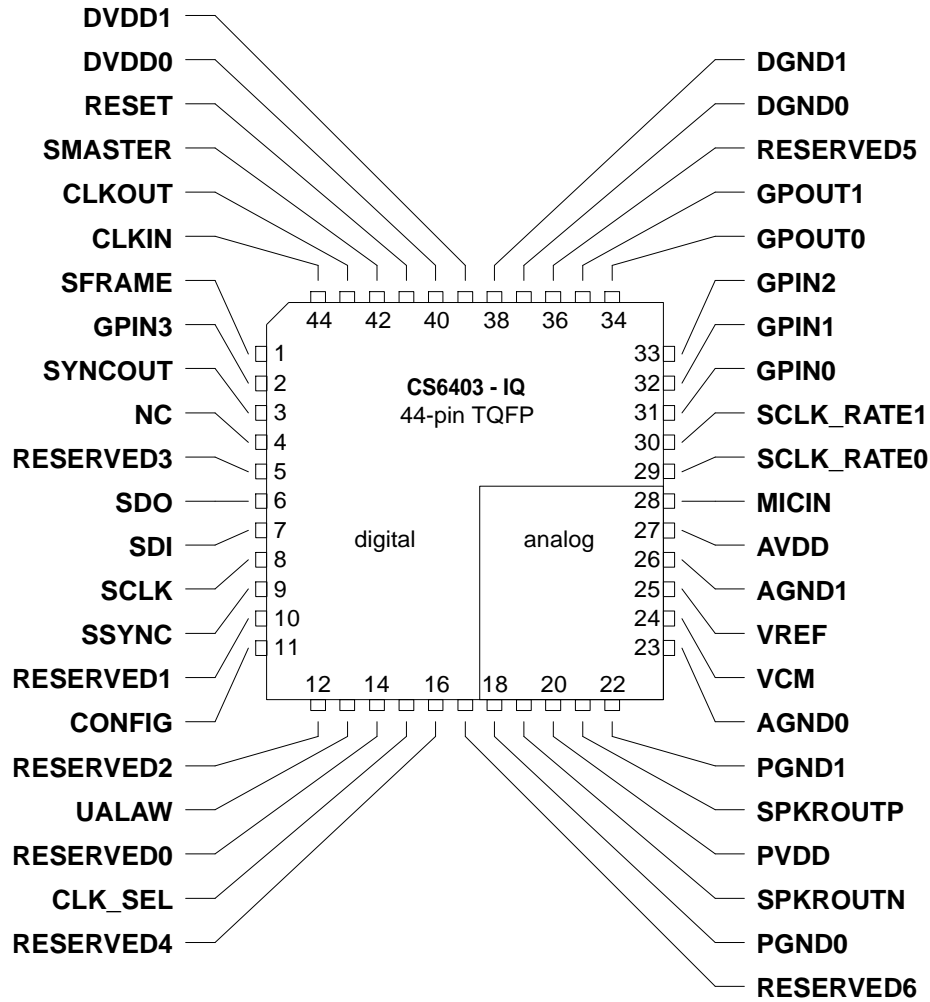 DVDD1
DVDD0
RESET
SMASTER
CLKOUT
CLKIN
SFRAME
GPIN3
SYNCOUT
NC
RESERVED3
SDO
SDI
SCLK
SSYNC
RESERVED1
CONFIG
RESERVED2
UALAW
RESERVED0
CLK_SEL
RESERVED4
44 42 40 38 36 34
1
2
3
4
5
6
7
8
9
10
11
CS6403 - IQ
44-pin TQFP
digital
analog
12 14 16 18 20 22
33
32
31
30
29
28
27
26
25
24
23
DGND1
DGND0
RESERVED5
GPOUT1
GPOUT0
GPIN2
GPIN1
GPIN0
SCLK_RATE1
SCLK_RATE0
MICIN
AVDD
AGND1
VREF
VCM
AGND0
PGND1
SPKROUTP
PVDD
SPKROUTN
PGND0
RESERVED6